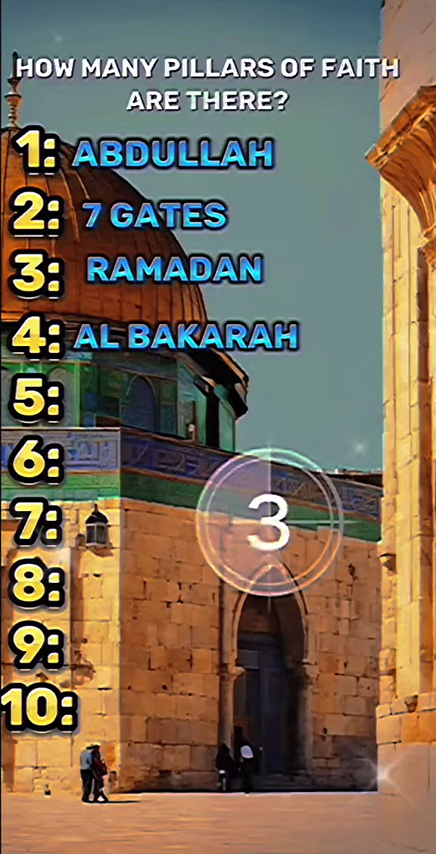 HOW MANY PILLARS OF FAITH
ARE THERE?
1: ABDULLAH
2: 7 GATES
3: RAMADAN
4: AL BAKARAH
5:
6:
7:
3
8:
9:
10: